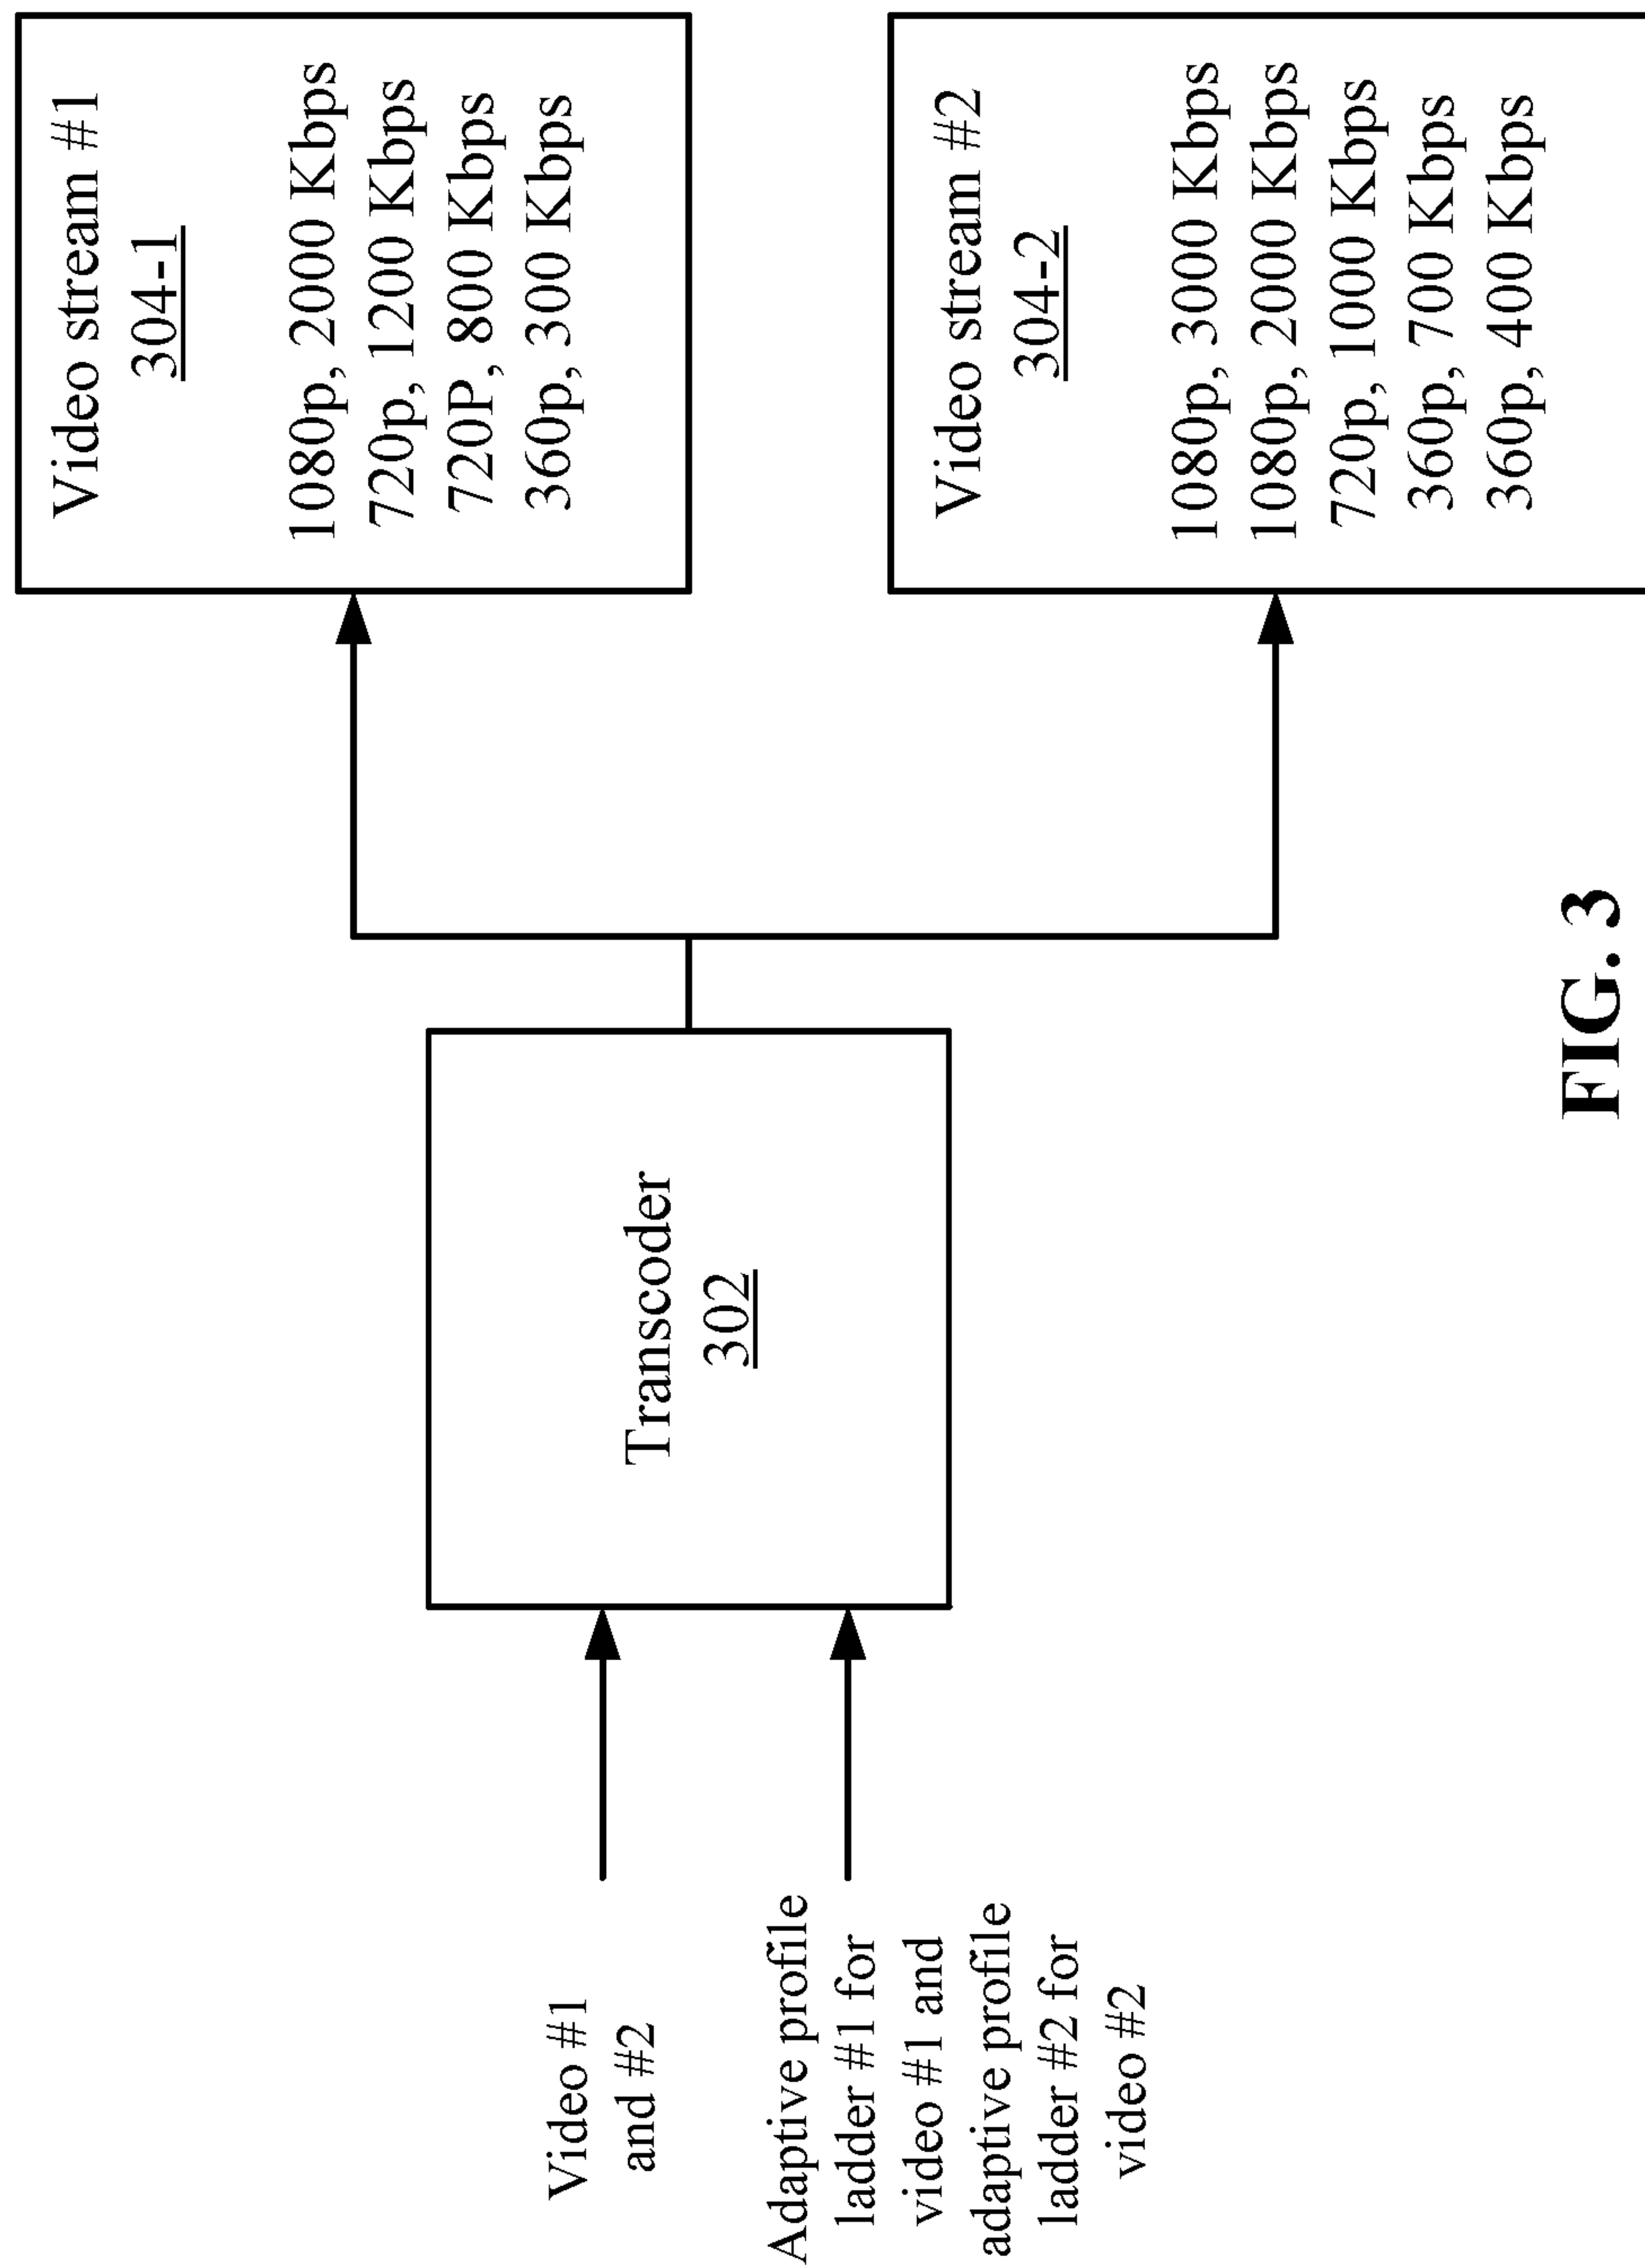 Video #1
and #2
Adaptive profile
ladder #1 for
video #1 and
adaptive profile
ladder #2 for
video #2
Transcoder
302
Video stream #1
304-1
1080p, 2000 Kbps
720p, 1200 Kbps
720P, 800 Kbps
360p, 300 Kbps
Video stream #2
304-2
1080p, 3000 Kbps
1080p, 2000 Kbps
720p, 1000 Kbps
360p, 700 Kbps
360p, 400 Kbps
FIG. 3